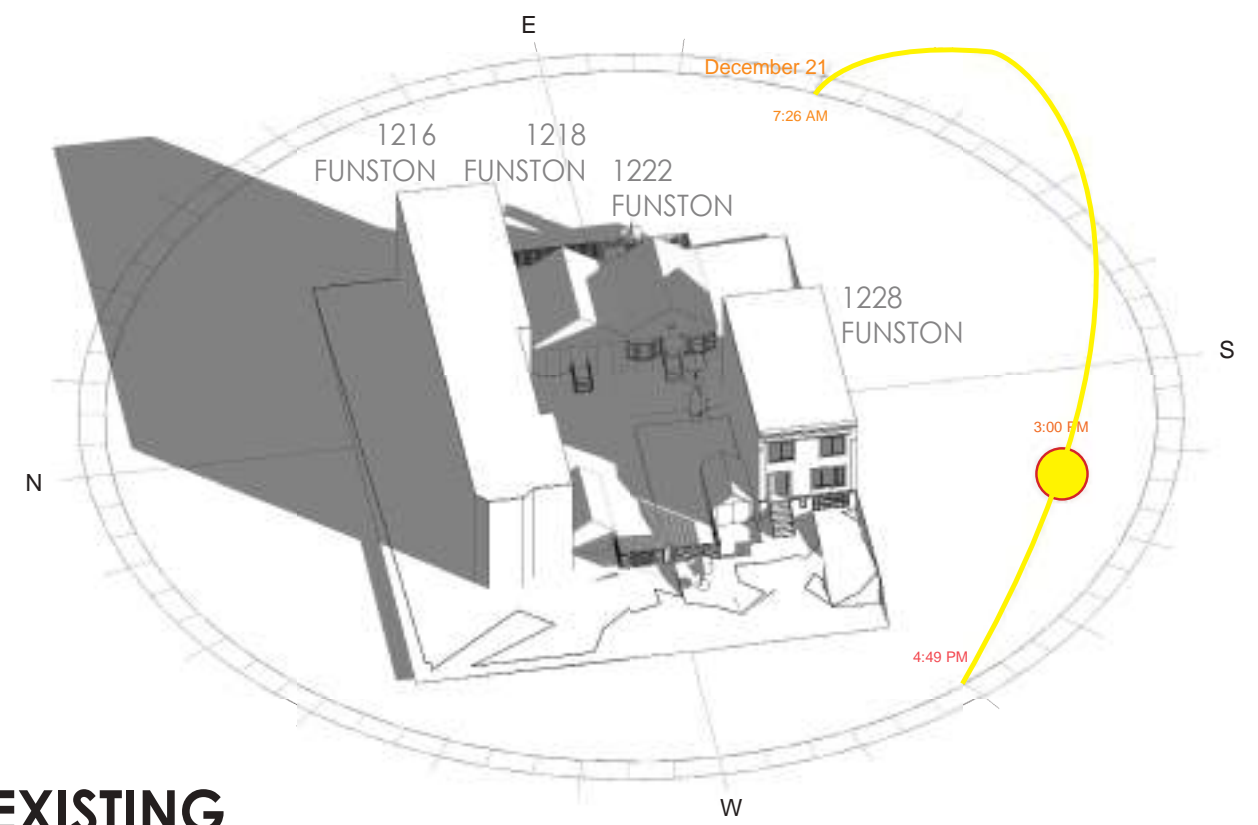 E
December 21
7:26 AM
1216
FUNSTON
1218
FUNSTON
1222
FUNSTON
1228
FUNSTON
S
3:00 PM
N
4:49 PM
W
EXISTING